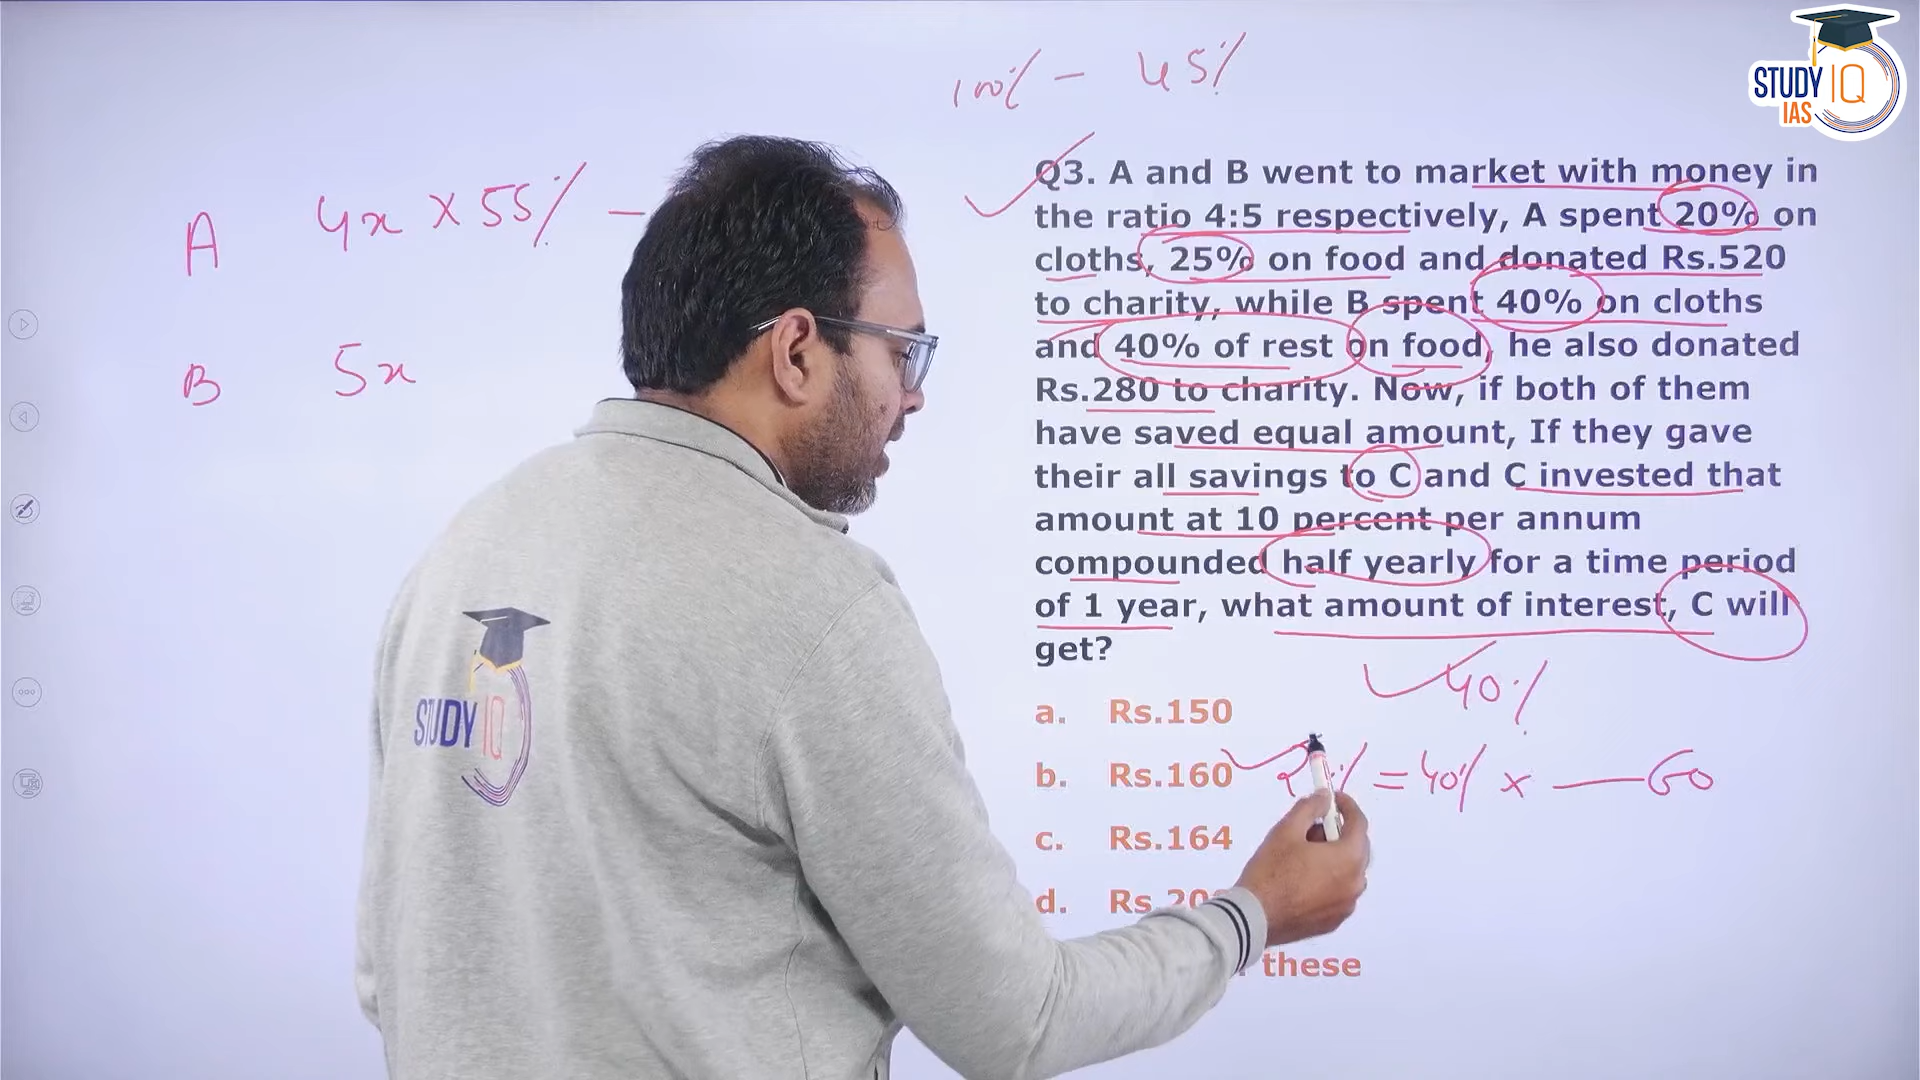 100% - 45%
STUDY IQ
IAS
A 4x X 55% -
B 5x
Q3. A and B went to market with money in
the ratio 4:5 respectively, A spent 20% on
cloths, 25% on food and donated Rs.520
to charity, while B spent 40% on cloths
and 40% of rest on food, he also donated
Rs.280 to charity. Now, if both of them
have saved equal amount, If they gave
their all savings to C and C invested that
amount at 10 percent per annum
compounded half yearly for a time period
of 1 year, what amount of interest, C will
get?
40%
a. Rs.150
b. Rs.160
= 40% x — 60
c. Rs.164
d. Rs.20
these
STUDY IQ